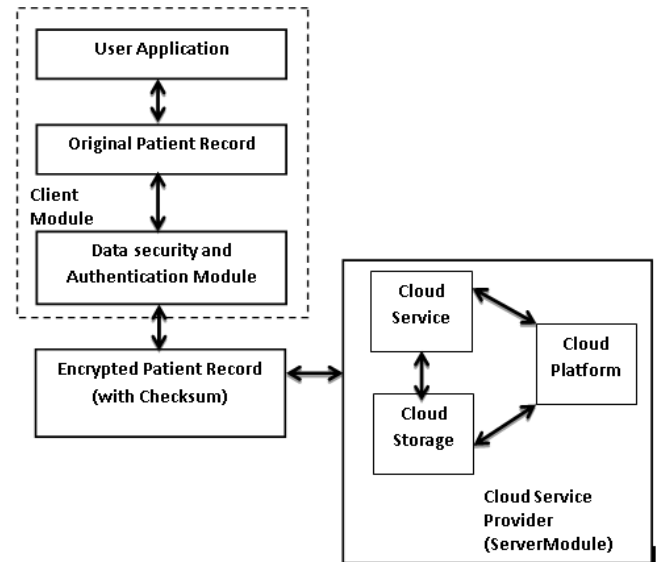 User Application
Original Patient Record
Client
Module
Data security and
Authentication Module
Encrypted Patient Record
(with Checksum)
Cloud
Service
Cloud
Platform
Cloud
Storage
Cloud Service
Provider
(ServerModule)